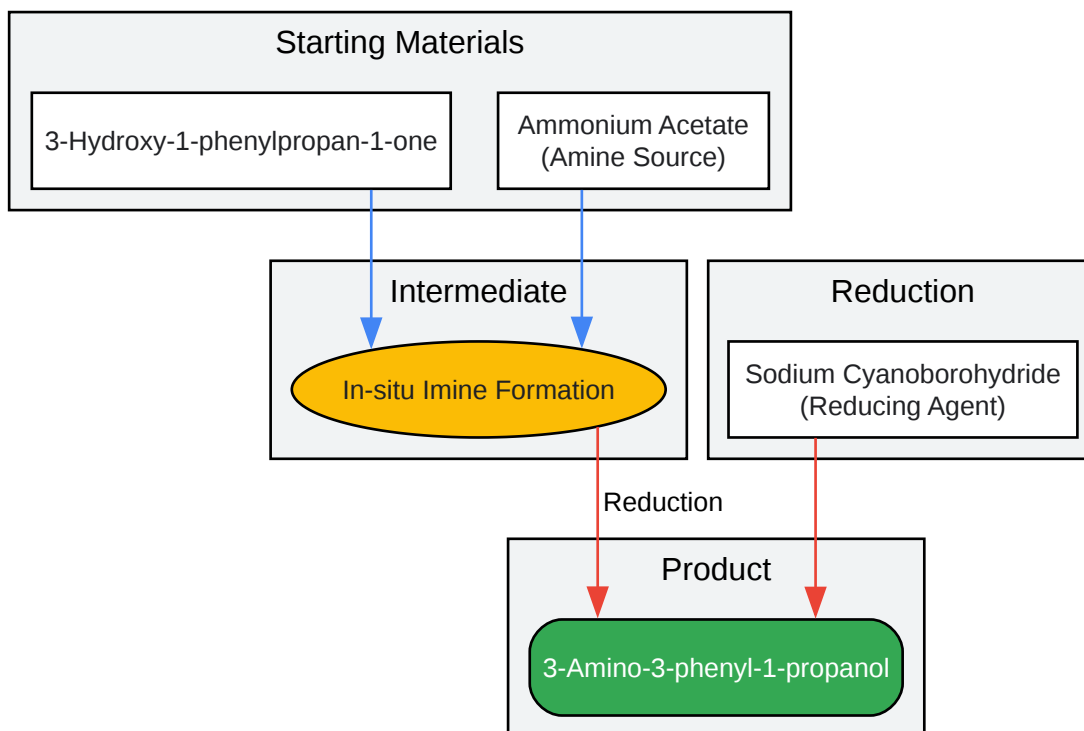 Starting Materials
3-Hydroxy-1-phenylpropan-1-one
Ammonium Acetate
(Amine Source)
Intermediate
In-situ Imine Formation
Reduction
Sodium Cyanoborohydride
(Reducing Agent)
Reduction
Product
3-Amino-3-phenyl-1-propanol